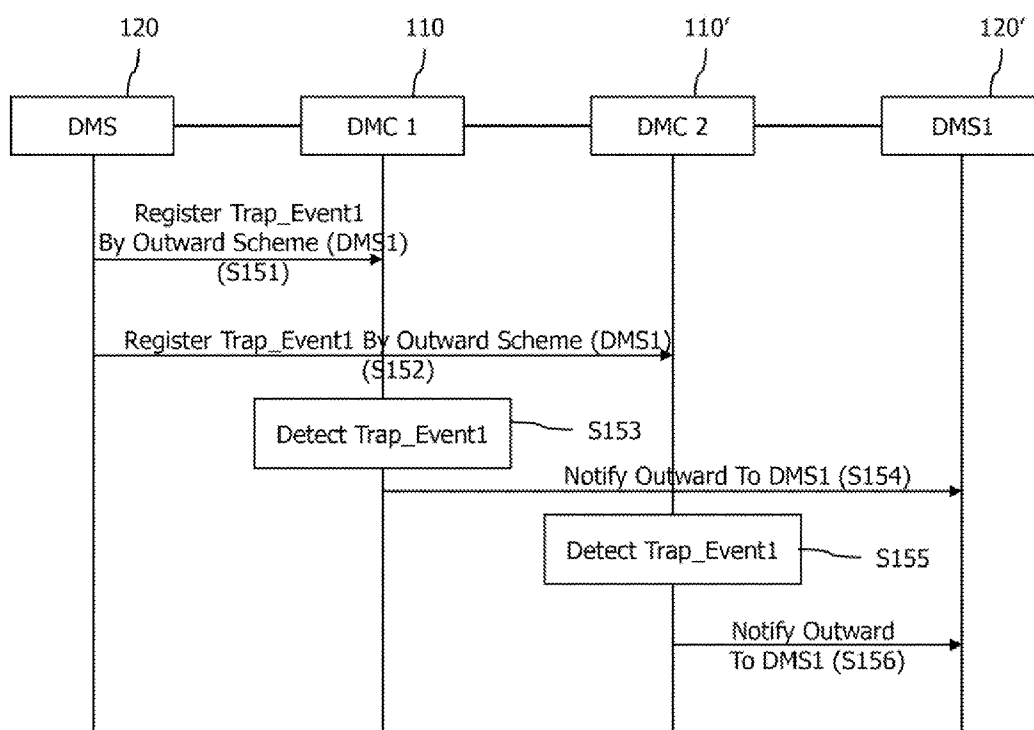 120
110
110′
120′
DMS
DMC 1
DMC 2
DMS1
Register Trap_Event1
By Outward Scheme (DMS1)
(S151)
Register Trap_Event1 By Outward Scheme (DMS1)
(S152)
Detect Trap_Event1
S153
Notify Outward To DMS1 (S154)
Detect Trap_Event1
S155
Notify Outward
To DMS1 (S156)